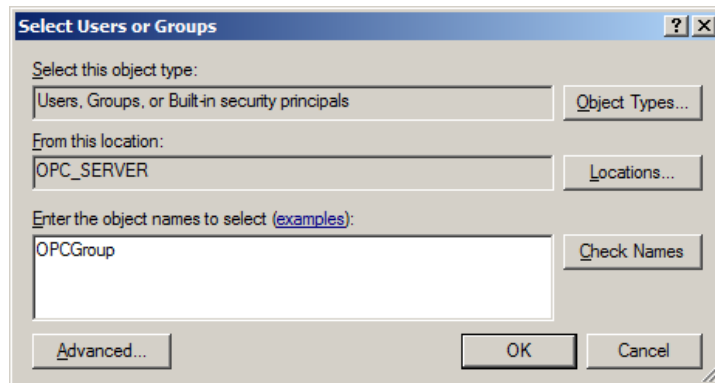 Select Users or Groups
Select this object type:
Users, Groups, or Built-in security principals
Object Types...
From this location:
OPC_SERVER
Locations...
Enter the object names to select (examples):
OPCGroup
Check Names
Advanced...
OK
Cancel